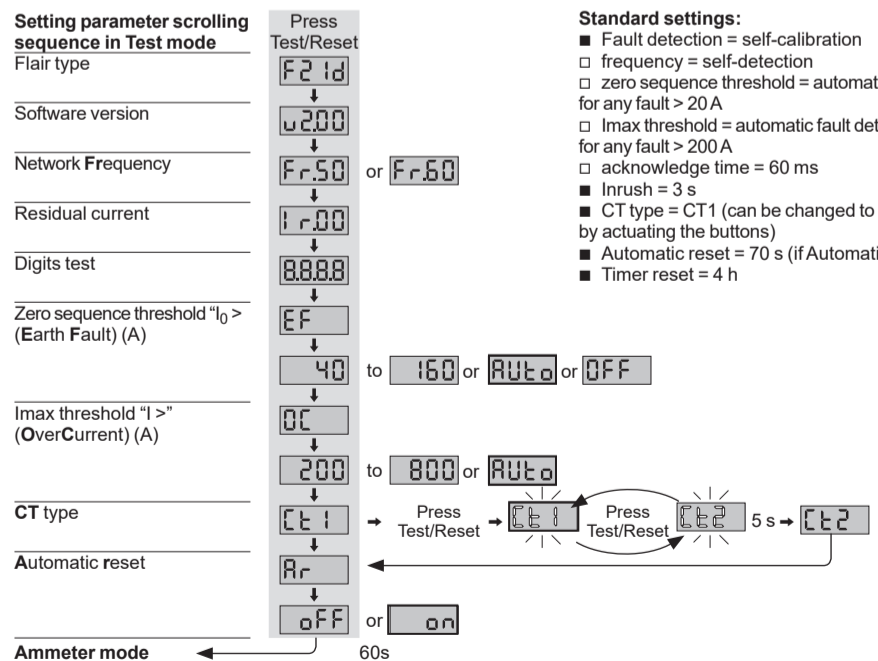 Setting parameter scrolling
sequence in Test mode
Press
Test/Reset
Flair type
F21d
Software version
u2.00
Network Frequency
Fr.50 or Fr.60
Residual current
Ir.00
Digits test
8.8.8.8
Zero sequence threshold “I0 >
(Earth Fault) (A)
EF
40 to 160 or AUto or OFF
Imax threshold “I >”
(OverCurrent) (A)
OC
200 to 800 or AUto
CT type
Ct1
Press
Test/Reset
Ct1
Press
Test/Reset
Ct2
5 s
Ct2
Automatic reset
Ar
oFF or on
Ammeter mode
60s
Standard settings:
■ Fault detection = self-calibration
□ frequency = self-detection
□ zero sequence threshold = automat
for any fault > 20 A
□ Imax threshold = automatic fault det
for any fault > 200 A
□ acknowledge time = 60 ms
■ Inrush = 3 s
■ CT type = CT1 (can be changed to
by actuating the buttons)
■ Automatic reset = 70 s (if Automati
■ Timer reset = 4 h